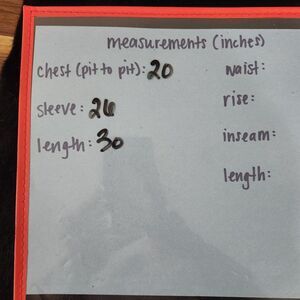 measurements (inches)
chest (pit to pit): 20
sleeve: 26
length: 30
waist:
rise:
inseam:
length: